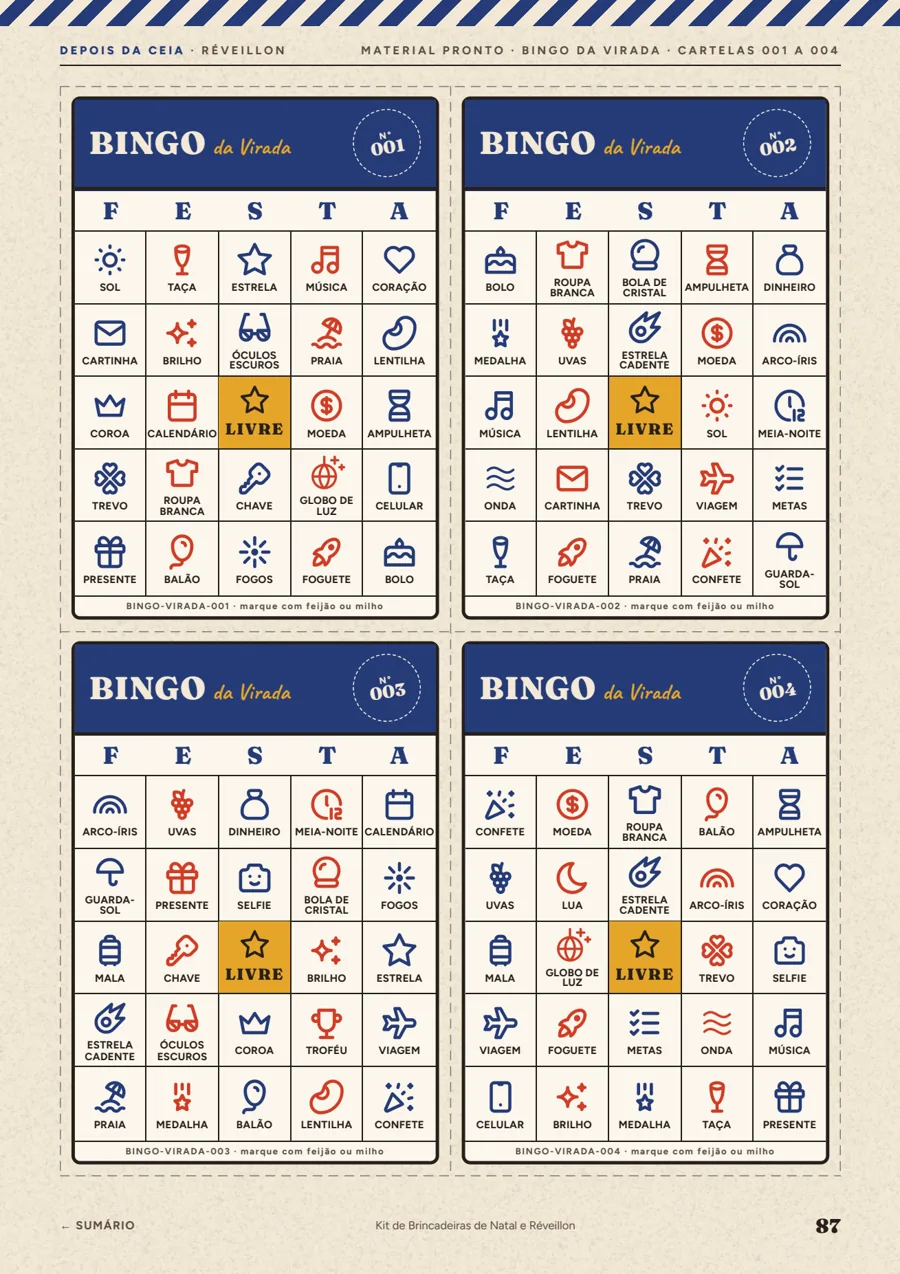 DEPOIS DA CEIA · RÉVEILLON
MATERIAL PRONTO · BINGO DA VIRADA · CARTELAS 001 A 004
BINGO da Virada
N° 001
F E S T A
SOL TAÇA ESTRELA MÚSICA CORAÇÃO
CARTINHA BRILHO ÓCULOS ESCUROS PRAIA LENTILHA
COROA CALENDÁRIO LIVRE MOEDA AMPULHETA
TREVO ROUPA BRANCA CHAVE GLOBO DE LUZ CELULAR
PRESENTE BALÃO FOGOS FOGUETE BOLO
BINGO-VIRADA-001 · marque com feijão ou milho
BINGO da Virada
N° 002
F E S T A
BOLO ROUPA BRANCA BOLA DE CRISTAL AMPULHETA DINHEIRO
MEDALHA UVAS ESTRELA CADENTE MOEDA ARCO-ÍRIS
MÚSICA LENTILHA LIVRE SOL MEIA-NOITE
ONDA CARTINHA TREVO VIAGEM METAS
TAÇA FOGUETE PRAIA CONFETE GUARDA-SOL
BINGO-VIRADA-002 · marque com feijão ou milho
BINGO da Virada
N° 003
F E S T A
ARCO-ÍRIS UVAS DINHEIRO MEIA-NOITE CALENDÁRIO
GUARDA-SOL PRESENTE SELFIE BOLA DE CRISTAL FOGOS
MALA CHAVE LIVRE BRILHO ESTRELA
ESTRELA CADENTE ÓCULOS ESCUROS COROA TROFÉU VIAGEM
PRAIA MEDALHA BALÃO LENTILHA CONFETE
BINGO-VIRADA-003 · marque com feijão ou milho
BINGO da Virada
N° 004
F E S T A
CONFETE MOEDA ROUPA BRANCA BALÃO AMPULHETA
UVAS LUA ESTRELA CADENTE ARCO-ÍRIS CORAÇÃO
MALA GLOBO DE LUZ LIVRE TREVO SELFIE
VIAGEM FOGUETE METAS ONDA MÚSICA
CELULAR BRILHO MEDALHA TAÇA PRESENTE
BINGO-VIRADA-004 · marque com feijão ou milho
← SUMÁRIO
Kit de Brincadeiras de Natal e Réveillon
87